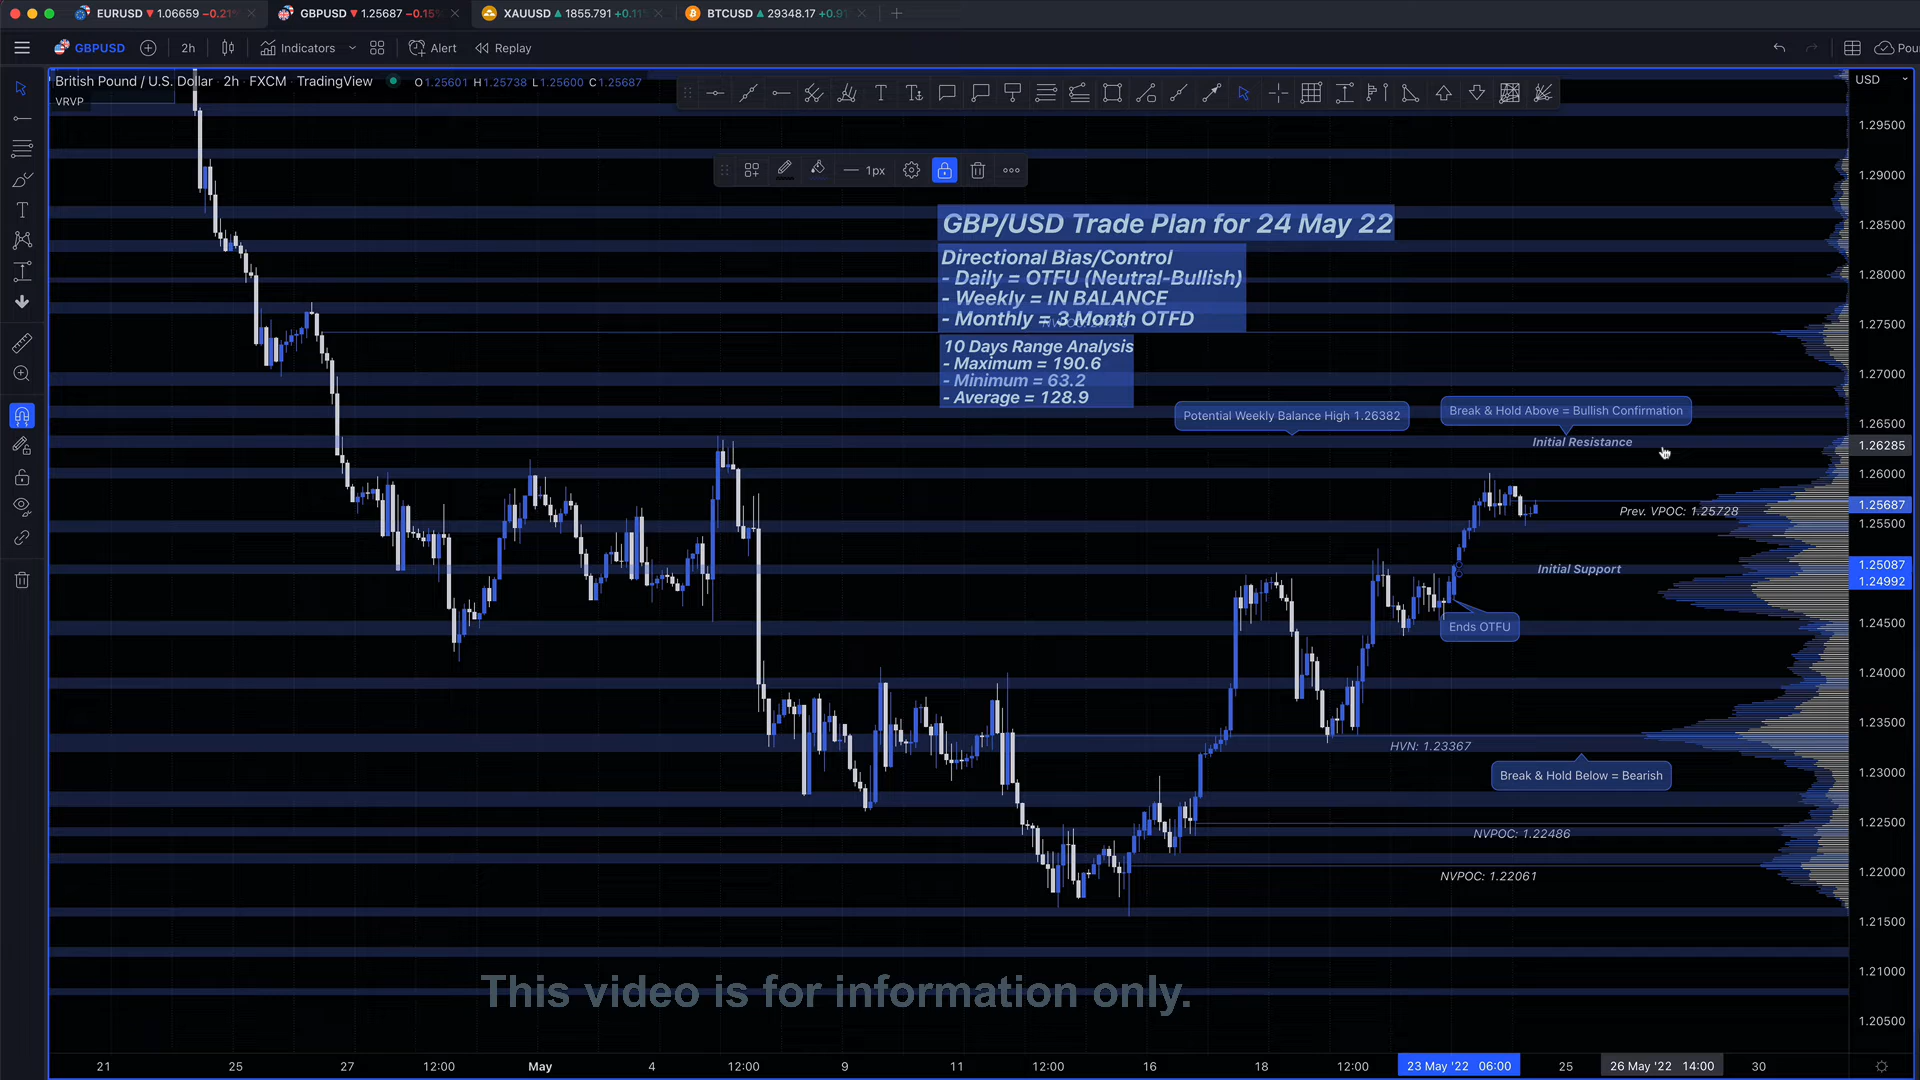 EURUSD 1.06659 −0.21%
GBPUSD 1.25687 −0.15%
XAUUSD 1855.791 +0.11
BTCUSD 29348.17 +0.9
GBPUSD 2h Indicators Alert Replay
British Pound / U.S. Dollar · 2h · FXCM · TradingView O1.25601 H1.25738 L1.25600 C1.25687
USD
VRVP
1px
GBP/USD Trade Plan for 24 May 22
Directional Bias/Control
- Daily = OTFU (Neutral-Bullish)
- Weekly = IN BALANCE
- Monthly = 3 Month OTFD
10 Days Range Analysis
- Maximum = 190.6
- Minimum = 63.2
- Average = 128.9
Potential Weekly Balance High 1.26382
Break & Hold Above = Bullish Confirmation
Initial Resistance
Prev. VPOC: 1.25728
Initial Support
Ends OTFU
HVN: 1.23367
Break & Hold Below = Bearish
NVPOC: 1.22486
NVPOC: 1.22061
This video is for information only.
1.29500
1.29000
1.28500
1.28000
1.27500
1.27000
1.26500
1.26285
1.26000
1.25687
1.25500
1.25087
1.24992
1.24500
1.24000
1.23500
1.23000
1.22500
1.22000
1.21500
1.21000
1.20500
21 25 27 12:00 May 4 12:00 9 11 12:00 16 18 12:00 23 May '22 06:00 25 26 May '22 14:00 30